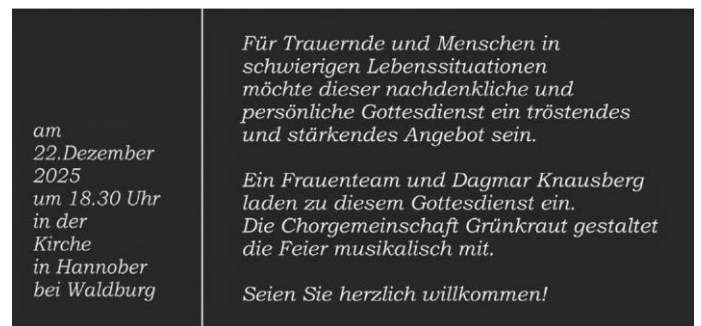 am
22.Dezember
2025
um 18.30 Uhr
in der
Kirche
in Hannober
bei Waldburg
Für Trauernde und Menschen in
schwierigen Lebenssituationen
möchte dieser nachdenkliche und
persönliche Gottesdienst ein tröstendes
und stärkendes Angebot sein.
Ein Frauenteam und Dagmar Knausberg
laden zu diesem Gottesdienst ein.
Die Chorgemeinschaft Grünkraut gestaltet
die Feier musikalisch mit.
Seien Sie herzlich willkommen!